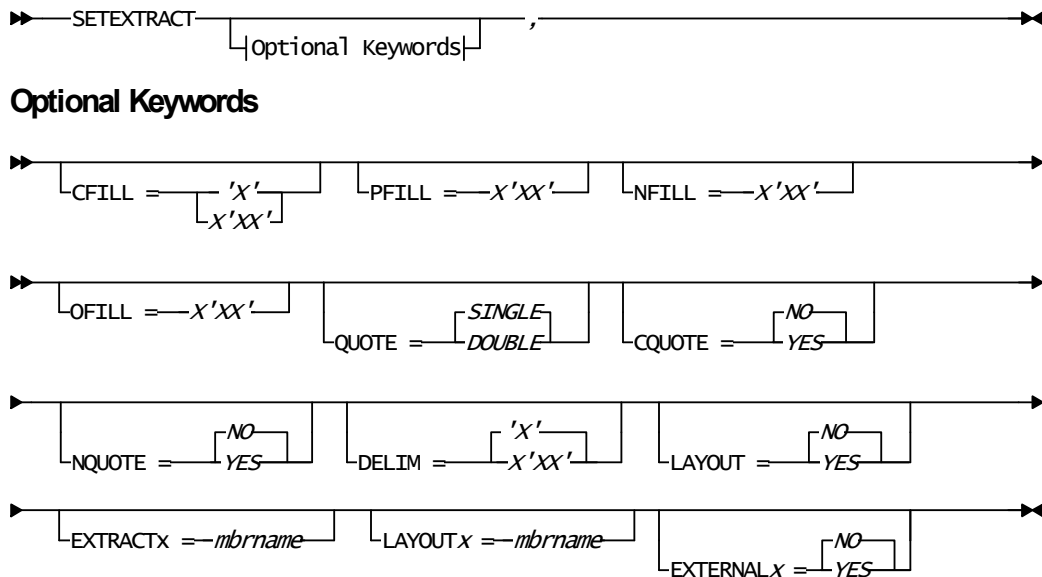 SETEXTRACT ,
Optional Keywords
Optional Keywords
CFILL = 'X' PFILL = X'XX' NFILL = X'XX'
X'XX'
OFILL = X'XX' SINGLE NO
QUOTE = DOUBLE CQUOTE = YES
NO 'X' NO
NQUOTE = YES DELIM = X'XX' LAYOUT = YES
EXTRACTx = mbrname LAYOUTx = mbrname NO
EXTERNALx = YES